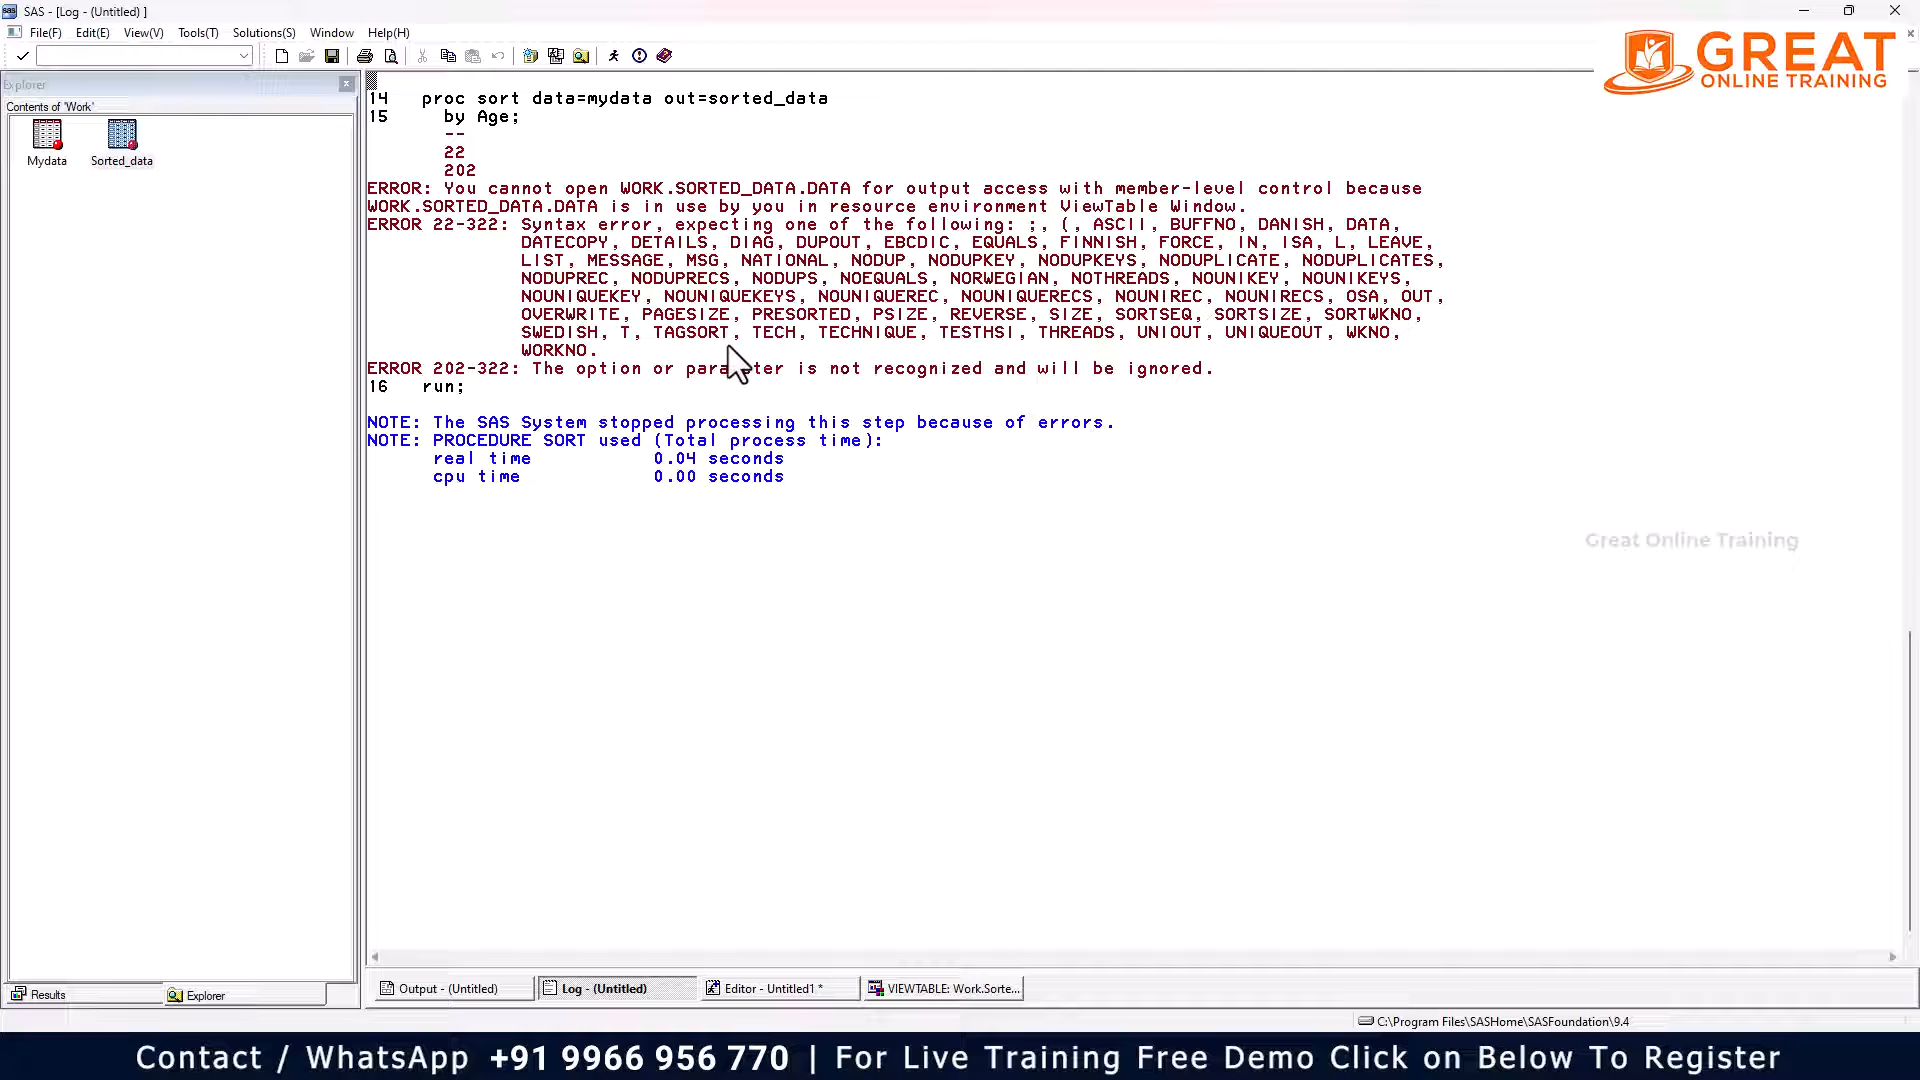 SAS - [Log - (Untitled) ]
File(F) Edit(E) View(V) Tools(T) Solutions(S) Window Help(H)
GREAT
ONLINE TRAINING
Explorer
Contents of 'Work'
Mydata Sorted_data
14 proc sort data=mydata out=sorted_data
15 by Age;
--
22
202
ERROR: You cannot open WORK.SORTED_DATA.DATA for output access with member-level control because
WORK.SORTED_DATA.DATA is in use by you in resource environment ViewTable Window.
ERROR 22-322: Syntax error, expecting one of the following: ;, (, ASCII, BUFFNO, DANISH, DATA,
DATECOPY, DETAILS, DIAG, DUPOUT, EBCDIC, EQUALS, FINNISH, FORCE, IN, ISA, L, LEAVE,
LIST, MESSAGE, MSG, NATIONAL, NODUP, NODUPKEY, NODUPKEYS, NODUPLICATE, NODUPLICATES,
NODUPREC, NODUPRECS, NODUPS, NOEQUALS, NORWEGIAN, NOTHREADS, NOUNIKEY, NOUNIKEYS,
NOUNIQUEKEY, NOUNIQUEKEYS, NOUNIQUEREC, NOUNIQUERECS, NOUNIREC, NOUNIRECS, OSA, OUT,
OVERWRITE, PAGESIZE, PRESORTED, PSIZE, REVERSE, SIZE, SORTSEQ, SORTSIZE, SORTWKNO,
SWEDISH, T, TAGSORT, TECH, TECHNIQUE, TESTHSI, THREADS, UNIOUT, UNIQUEOUT, WKNO,
WORKNO.
ERROR 202-322: The option or parameter is not recognized and will be ignored.
16 run;
NOTE: The SAS System stopped processing this step because of errors.
NOTE: PROCEDURE SORT used (Total process time):
real time 0.04 seconds
cpu time 0.00 seconds
Great Online Training
Results Explorer
Output - (Untitled) Log - (Untitled) Editor - Untitled1 * VIEWTABLE: Work.Sorte...
C:\Program Files\SASHome\SASFoundation\9.4
Contact / WhatsApp +91 9966 956 770 | For Live Training Free Demo Click on Below To Register